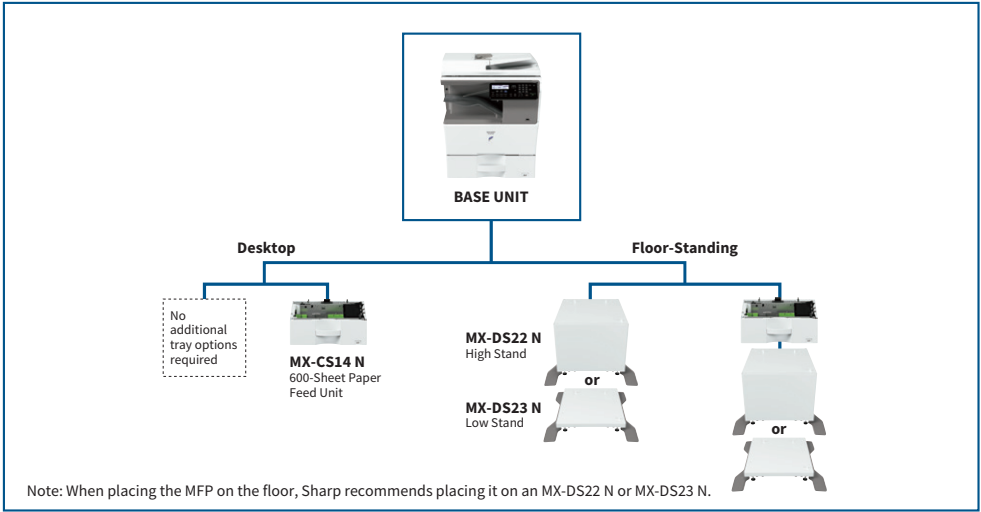 BASE UNIT
Desktop
Floor-Standing
No
additional
tray options
required
MX-CS14 N
600-Sheet Paper
Feed Unit
MX-DS22 N
High Stand
or
MX-DS23 N
Low Stand
or
Note: When placing the MFP on the floor, Sharp recommends placing it on an MX-DS22 N or MX-DS23 N.